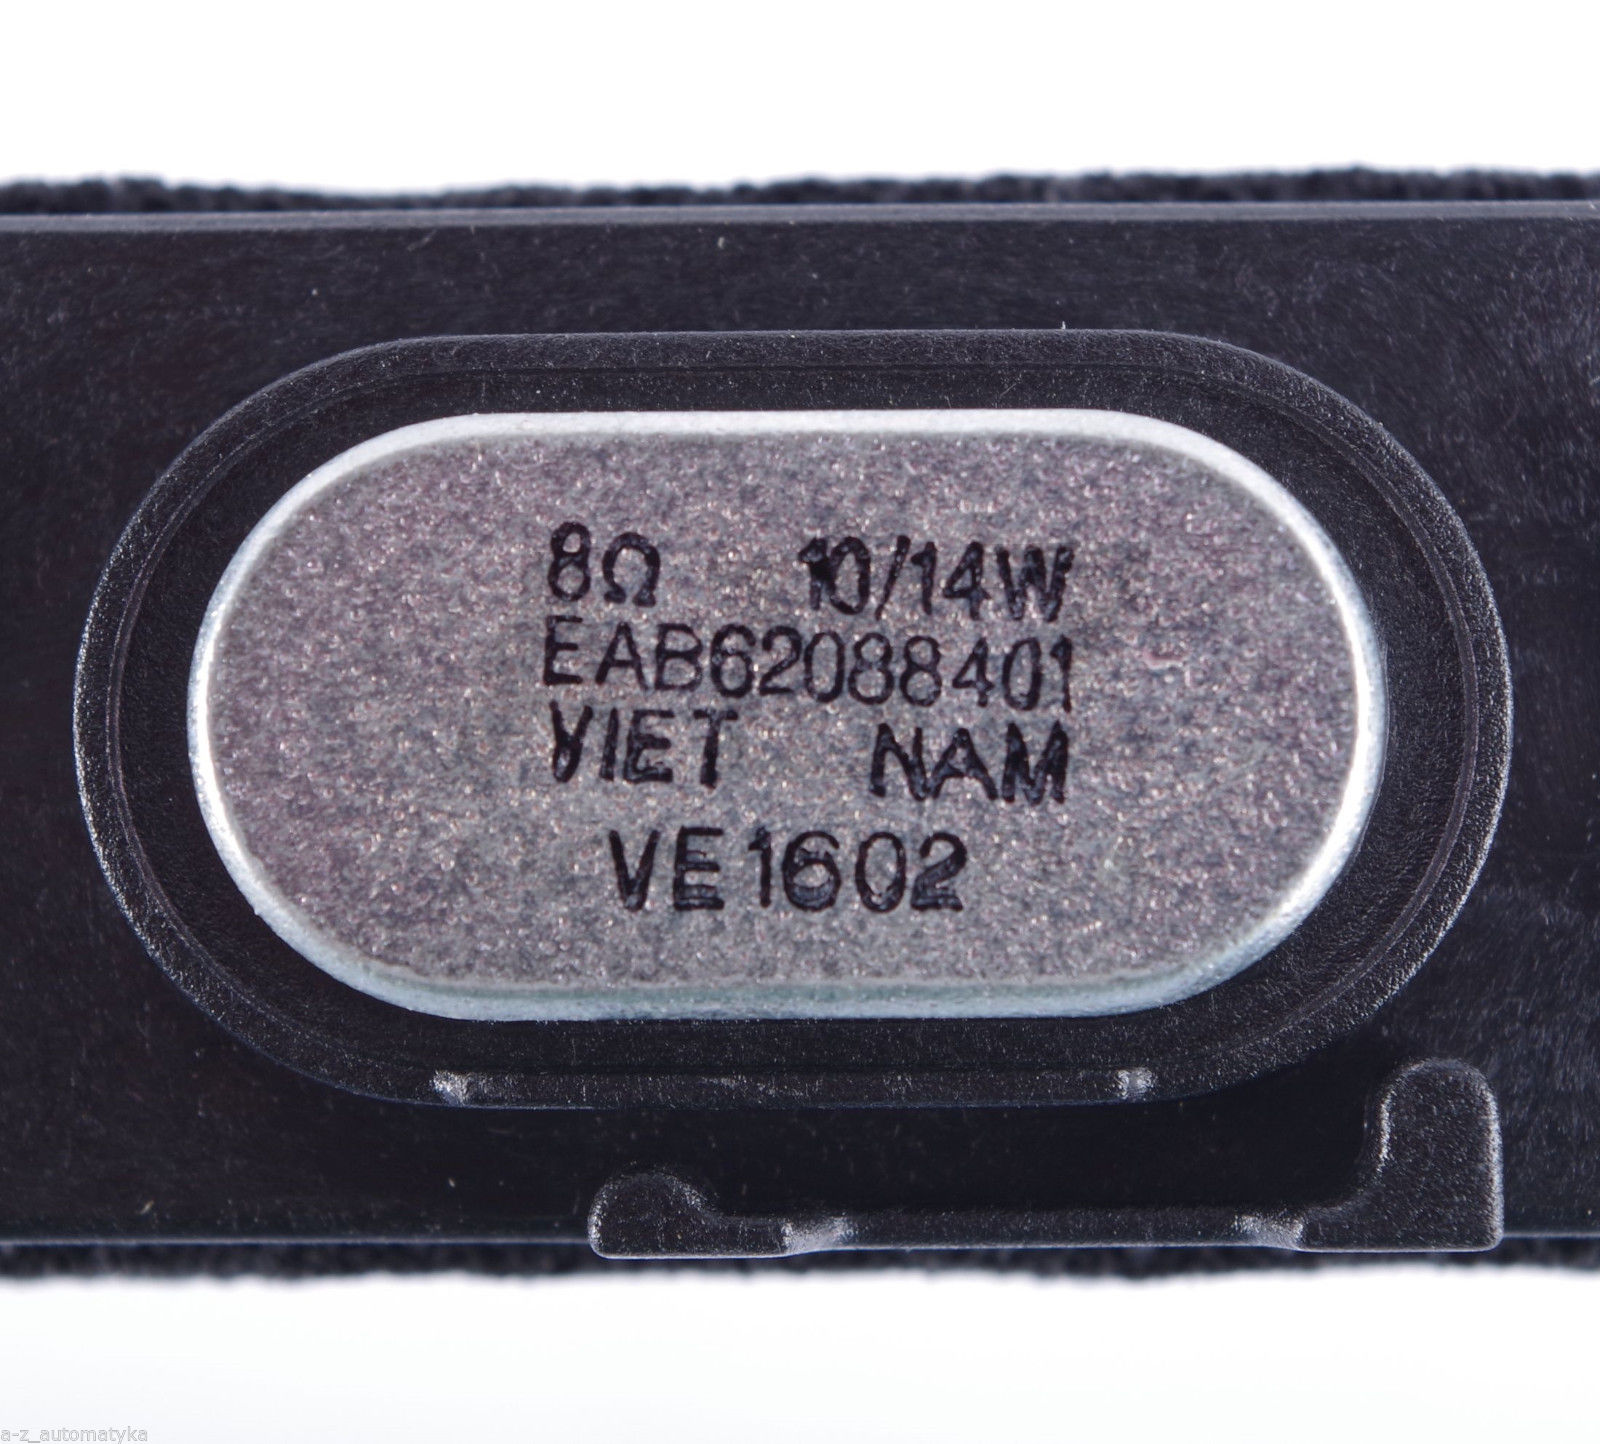 8Ω 10/14W
EAB62088401
VIET NAM
VE1602
a-z_automatyka